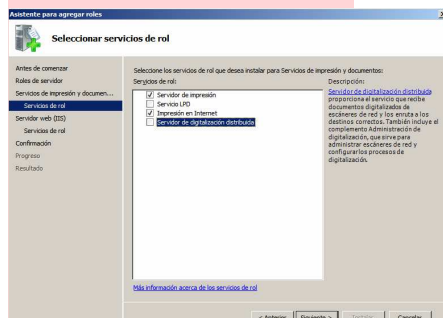 Asistente para agregar roles
Seleccionar servicios de rol
Antes de comenzar
Roles de servidor
Servicios de impresión y documen...
Servicios de rol
Servidor web (IIS)
Servicios de rol
Confirmación
Progreso
Resultado
Seleccione los servicios de rol que desea instalar para Servicios de impresión y documentos:
Servicios de rol:
Servidor de impresión
Servicio LPD
Impresión en Internet
Servidor de digitalización distribuida
Más información acerca de los servicios de rol
Descripción:
Servidor de digitalización distribuida
proporciona el servicio que recibe
documentos digitalizados de
escáneres de red y los enruta a los
destinos correctos. También incluye el
complemento Administración de
digitalización, que sirve para
administrar escáneres de red y
configurarlos procesos de
digitalización.
< Anterior Siguiente > Instalar Cancelar